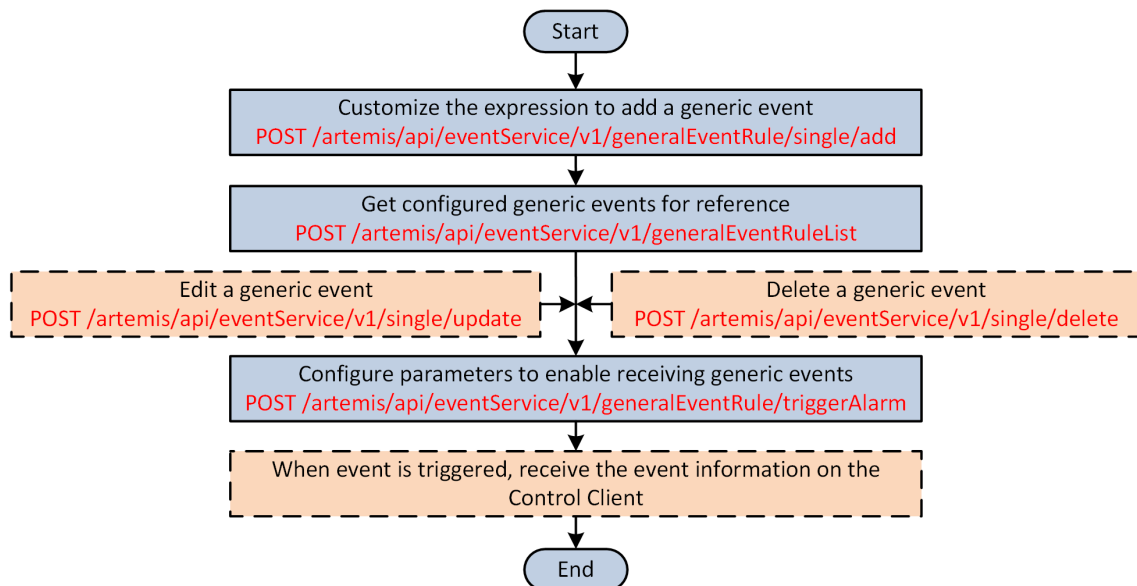 Start
Customize the expression to add a generic event
POST /artemis/api/eventService/v1/generalEventRule/single/add
Get configured generic events for reference
POST /artemis/api/eventService/v1/generalEventRuleList
Edit a generic event
POST /artemis/api/eventService/v1/single/update
Delete a generic event
POST /artemis/api/eventService/v1/single/delete
Configure parameters to enable receiving generic events
POST /artemis/api/eventService/v1/generalEventRule/triggerAlarm
When event is triggered, receive the event information on the
Control Client
End